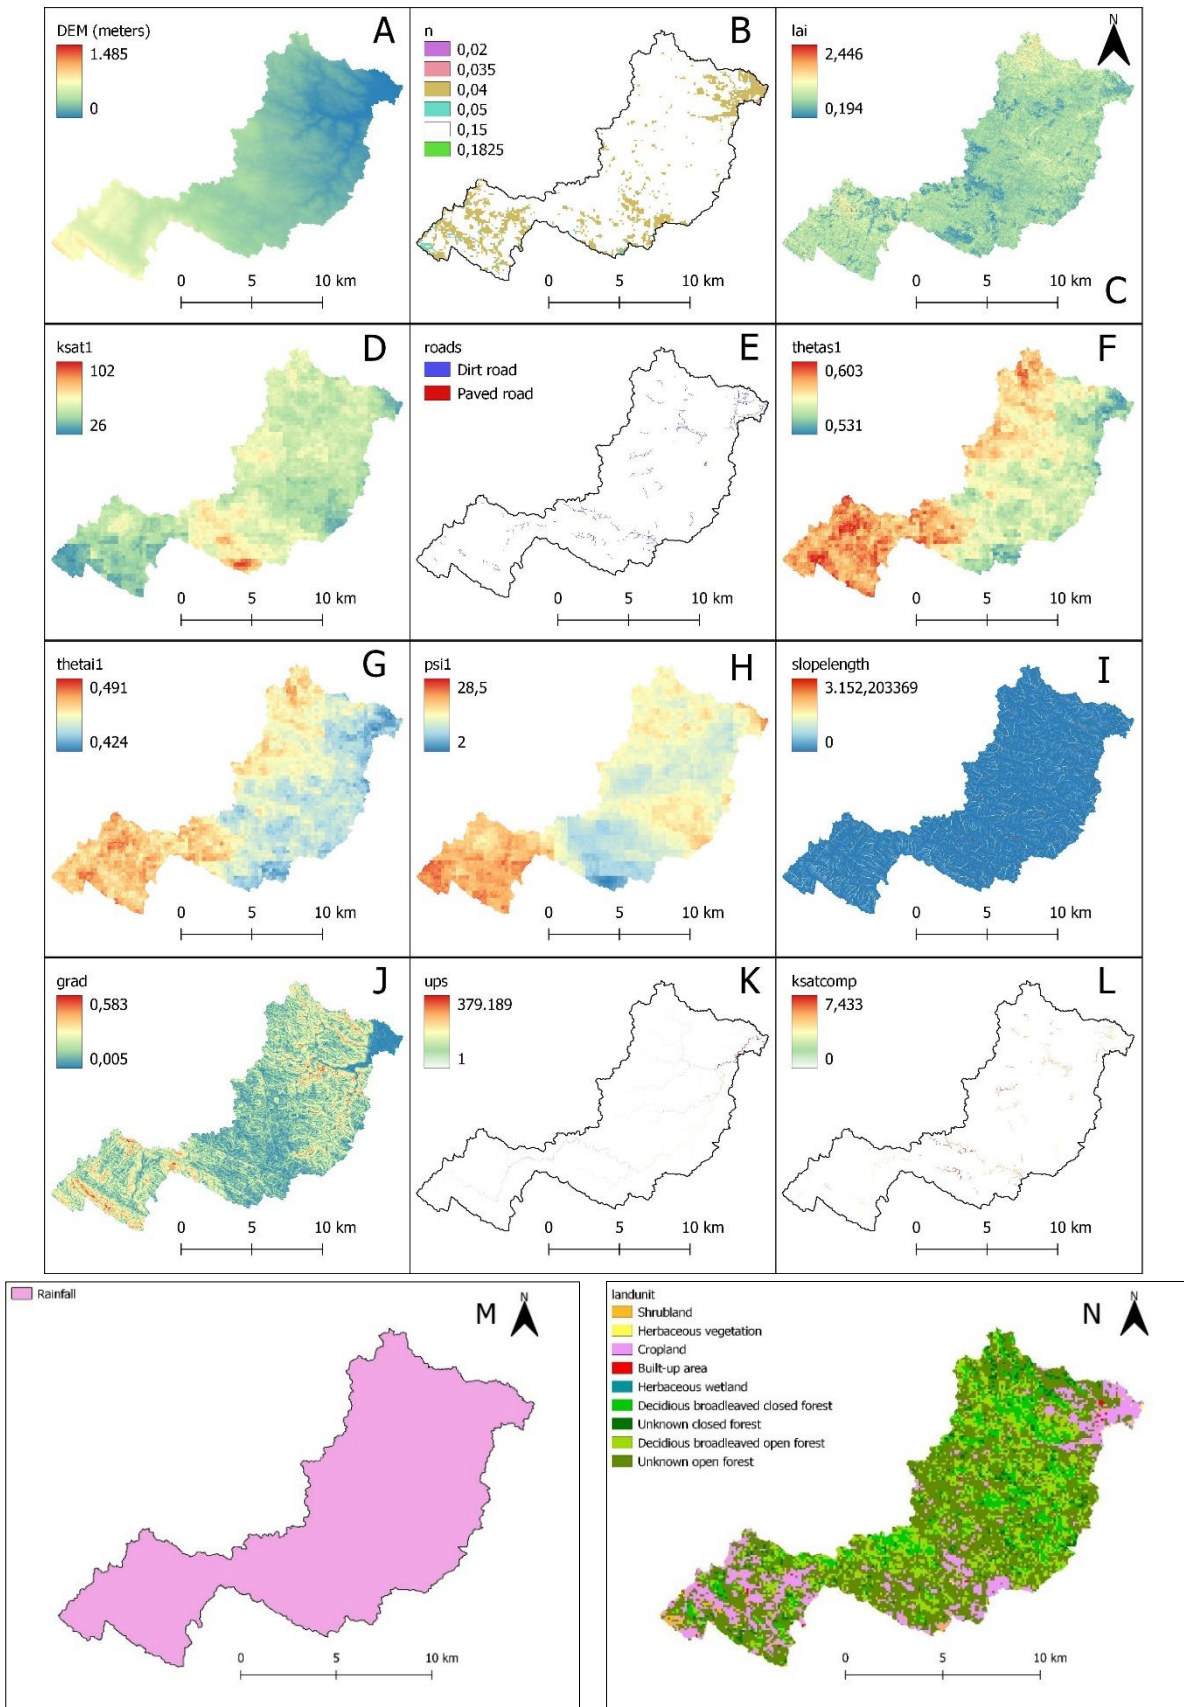 DEM (meters)
1.485
0
A
0
5
10 km
n
0,02
0,035
0,04
0,05
0,15
0,1825
B
0
5
10 km
lai
2,446
0,194
N
C
0
5
10 km
ksat1
102
26
D
0
5
10 km
roads
Dirt road
Paved road
E
0
5
10 km
thetas1
0,603
0,531
F
0
5
10 km
thetai1
0,491
0,424
G
0
5
10 km
psi1
28,5
2
H
0
5
10 km
slopelength
3.152,203369
0
I
0
5
10 km
grad
0,583
0,005
J
0
5
10 km
ups
379.189
1
K
0
5
10 km
ksatcomp
7,433
0
L
0
5
10 km
Rainfall
M
N
0
5
10 km
landunit
Shrubland
Herbaceous vegetation
Cropland
Built-up area
Herbaceous wetland
Decidious broadleaved closed forest
Unknown closed forest
Decidious broadleaved open forest
Unknown open forest
N
N
0
5
10 km